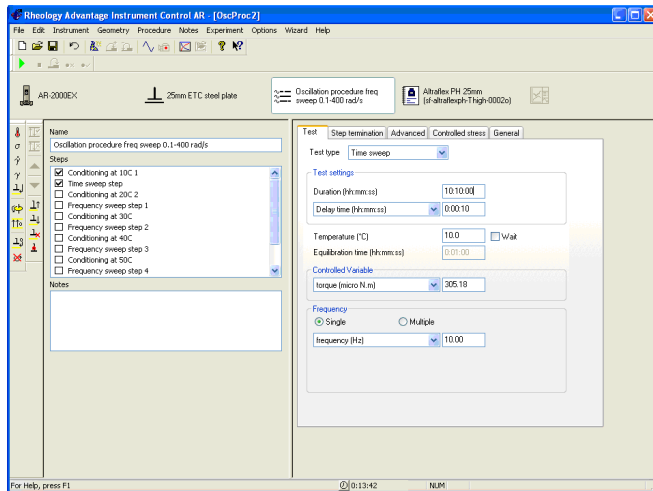 Rheology Advantage Instrument Control AR - [OscProc2]
File Edit Instrument Geometry Procedure Notes Experiment Options Wizard Help
AR-2000EX
25mm ETC steel plate
Oscillation procedure freq
sweep 0.1-400 rad/s
Altraflex PH 25mm
(sf-altraflexph-Thigh-0002o)
Name
Oscillation procedure freq sweep 0.1-400 rad/s
Steps
Conditioning at 10C 1
Time sweep step
Conditioning at 20C 2
Frequency sweep step 1
Conditioning at 30C
Frequency sweep step 2
Conditioning at 40C
Frequency sweep step 3
Conditioning at 50C
Frequency sweep step 4
Notes
Test Step termination Advanced Controlled stress General
Test type Time sweep
Test settings
Duration (hh:mm:ss) 10:10:00
Delay time (hh:mm:ss) 0:00:10
Temperature (°C) 10.0 Wait
Equilibration time (hh:mm:ss) 0:01:00
Controlled Variable
torque (micro N.m) 305.18
Frequency
Single Multiple
frequency (Hz) 10.00
For Help, press F1 0:13:42 NUM